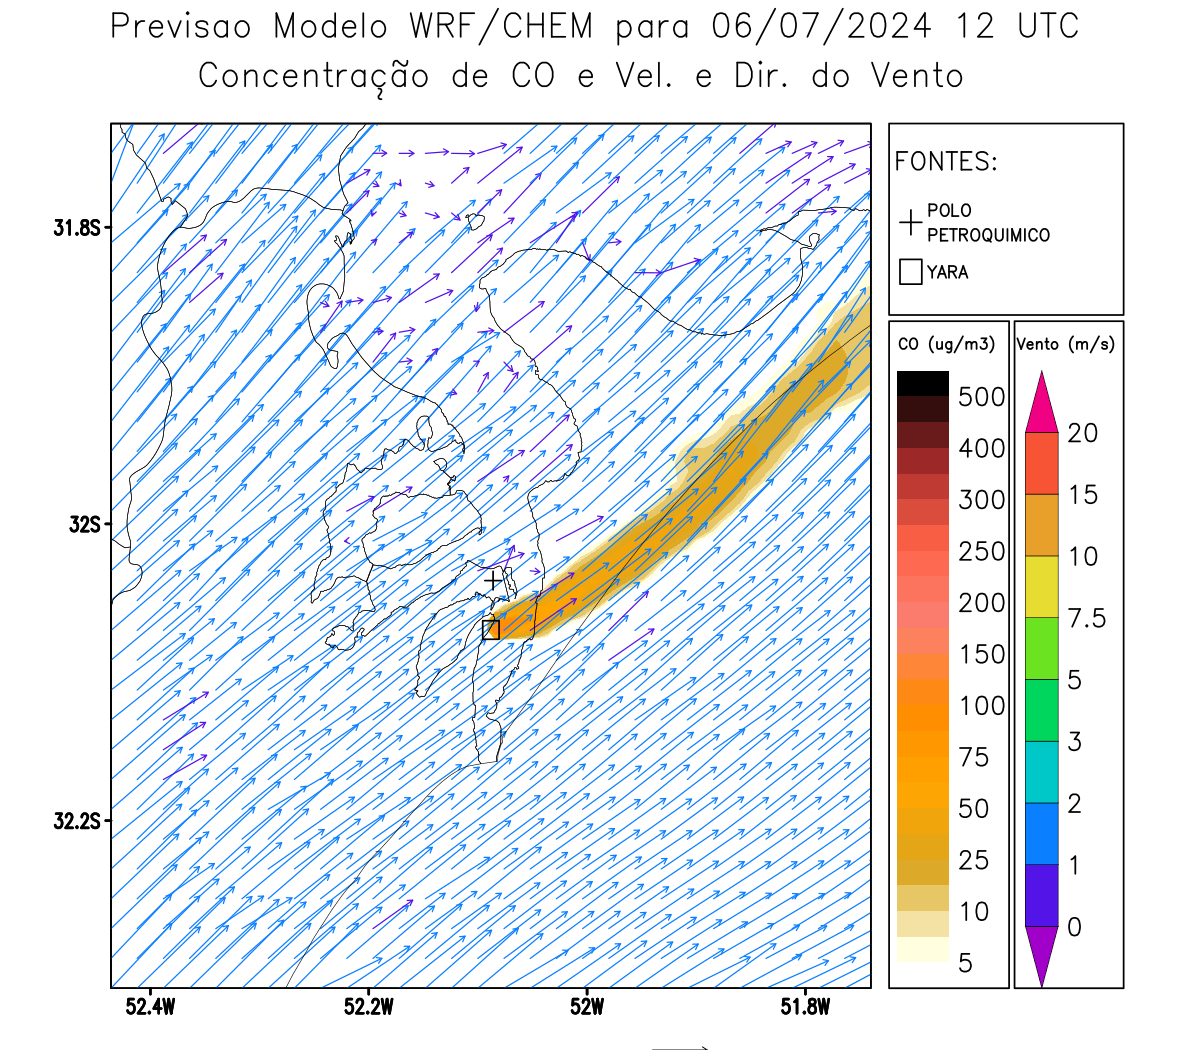 Previsao Modelo WRF/CHEM para 06/07/2024 12 UTC
Concentração de CO e Vel. e Dir. do Vento
FONTES:
POLO
PETROQUIMICO
YARA
CO (ug/m3)
500
400
300
250
200
150
100
75
50
25
10
5
Vento (m/s)
20
15
10
7.5
5
3
2
1
0
31.8S
32S
32.2S
52.4W
52.2W
52W
51.8W